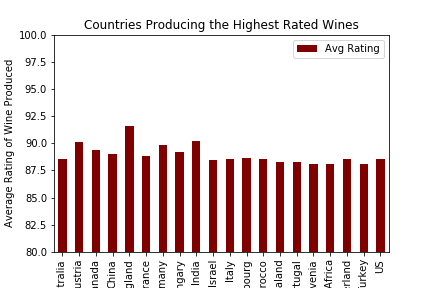 Countries Producing the Highest Rated Wines
Average Rating of Wine Produced
100.0
97.5
95.0
92.5
90.0
87.5
85.0
82.5
80.0
Avg Rating
tralia
ustria
anada
China
gland
rance
many
ngary
India
Israel
Italy
bourg
rocco
aland
tugal
venia
Africa
erland
urkey
US